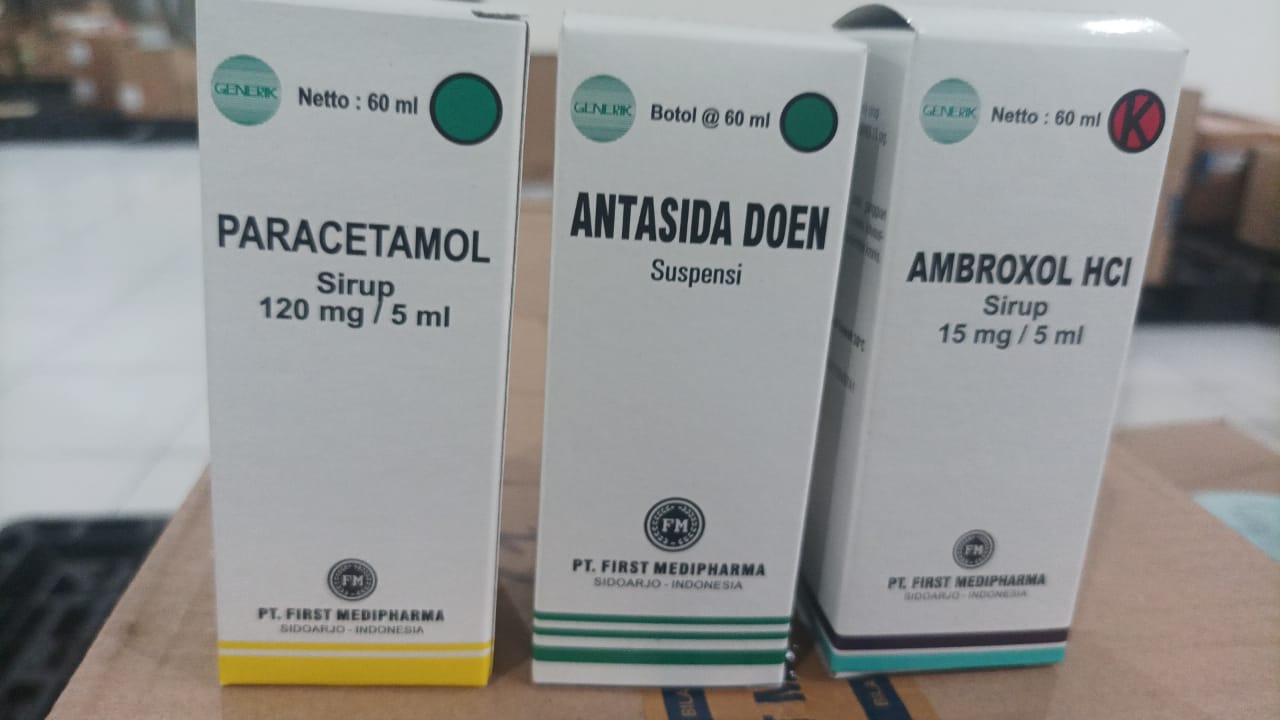 GENERIK
Netto : 60 ml
PARACETAMOL
Sirup
120 mg / 5 ml
FM
PT. FIRST MEDIPHARMA
SIDOARJO - INDONESIA
GENERIK
Botol @ 60 ml
ANTASIDA DOEN
Suspensi
FM
PT. FIRST MEDIPHARMA
SIDOARJO - INDONESIA
GENERIK
Netto : 60 ml
K
AMBROXOL HCl
Sirup
15 mg / 5 ml
FM
PT. FIRST MEDIPHARMA
SIDOARJO - INDONESIA